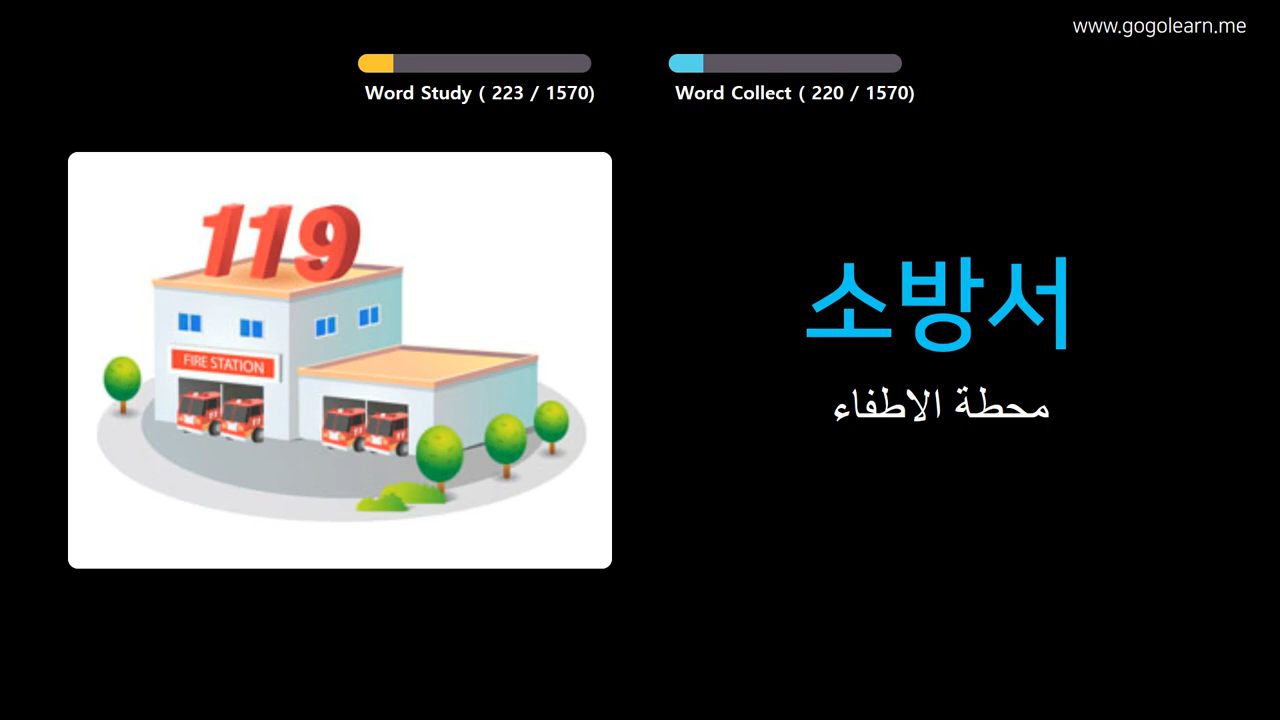 www.gogolearn.me
Word Study ( 223 / 1570)
Word Collect ( 220 / 1570)
119
FIRE STATION
소방서
محطة الاطفاء